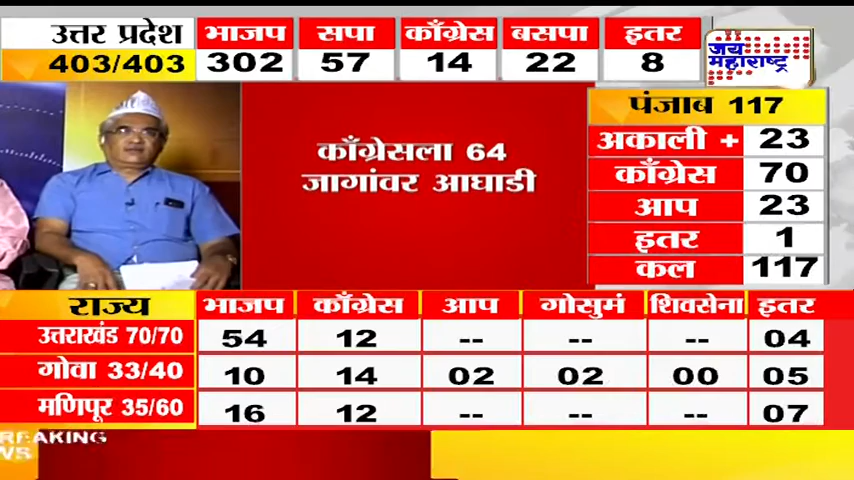 उत्तर प्रदेश भाजप सपा काँग्रेस बसपा इतर
403/403 302 57 14 22 8
जय महाराष्ट्र
पंजाब 117
अकाली + 23
काँग्रेस 70
आप 23
इतर 1
कल 117
काँग्रेसला 64
जागांवर आघाडी
राज्य भाजप काँग्रेस आप गोसुमं शिवसेना इतर
उत्तराखंड 70/70 54 12 -- -- -- 04
गोवा 33/40 10 14 02 02 00 05
मणिपूर 35/60 16 12 -- -- -- 07
REAKING
WS